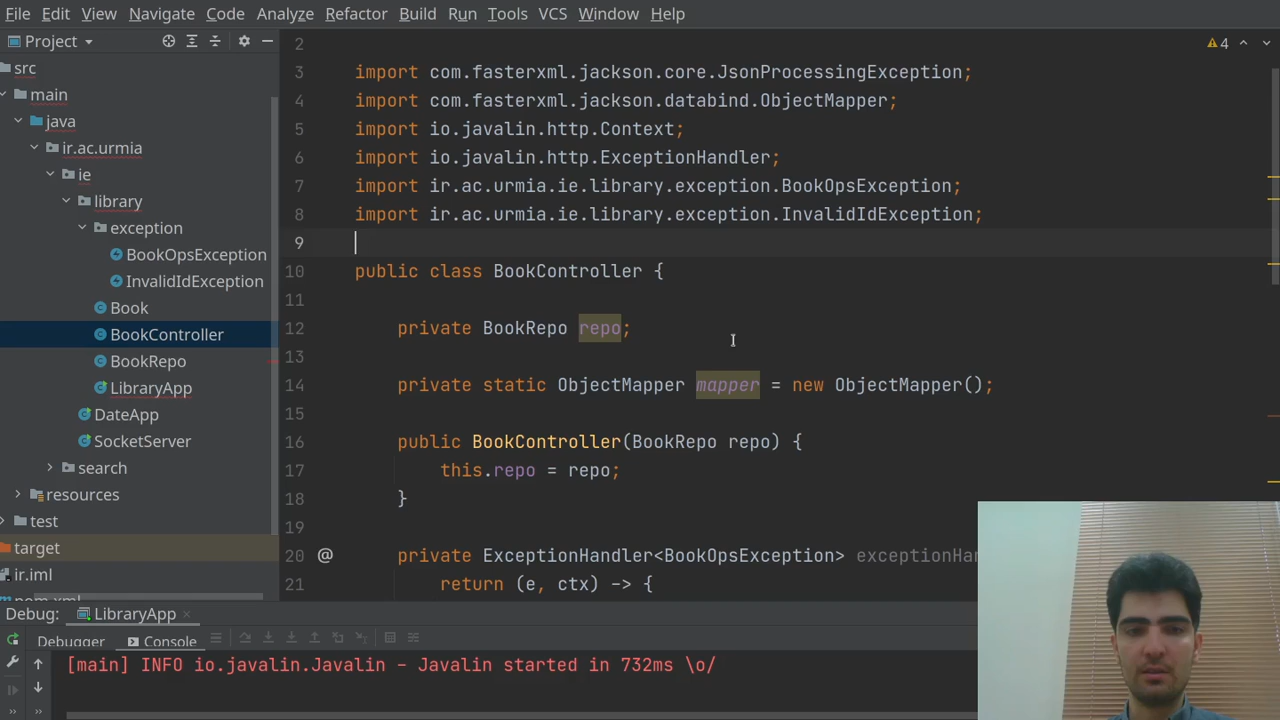 File Edit View Navigate Code Analyze Refactor Build Run Tools VCS Window Help
Project
4
src
main
java
ir.ac.urmia
ie
library
exception
BookOpsException
InvalidIdException
Book
BookController
BookRepo
LibraryApp
DateApp
SocketServer
search
resources
test
target
ir.iml
2
3 import com.fasterxml.jackson.core.JsonProcessingException;
4 import com.fasterxml.jackson.databind.ObjectMapper;
5 import io.javalin.http.Context;
6 import io.javalin.http.ExceptionHandler;
7 import ir.ac.urmia.ie.library.exception.BookOpsException;
8 import ir.ac.urmia.ie.library.exception.InvalidIdException;
9
10 public class BookController {
11
12 private BookRepo repo;
13
14 private static ObjectMapper mapper = new ObjectMapper();
15
16 public BookController(BookRepo repo) {
17 this.repo = repo;
18 }
19
20 @ private ExceptionHandler<BookOpsException> exceptionHan
21 return (e, ctx) -> {
Debug: LibraryApp
Debugger Console
[main] INFO io.javalin.Javalin - Javalin started in 732ms \o/